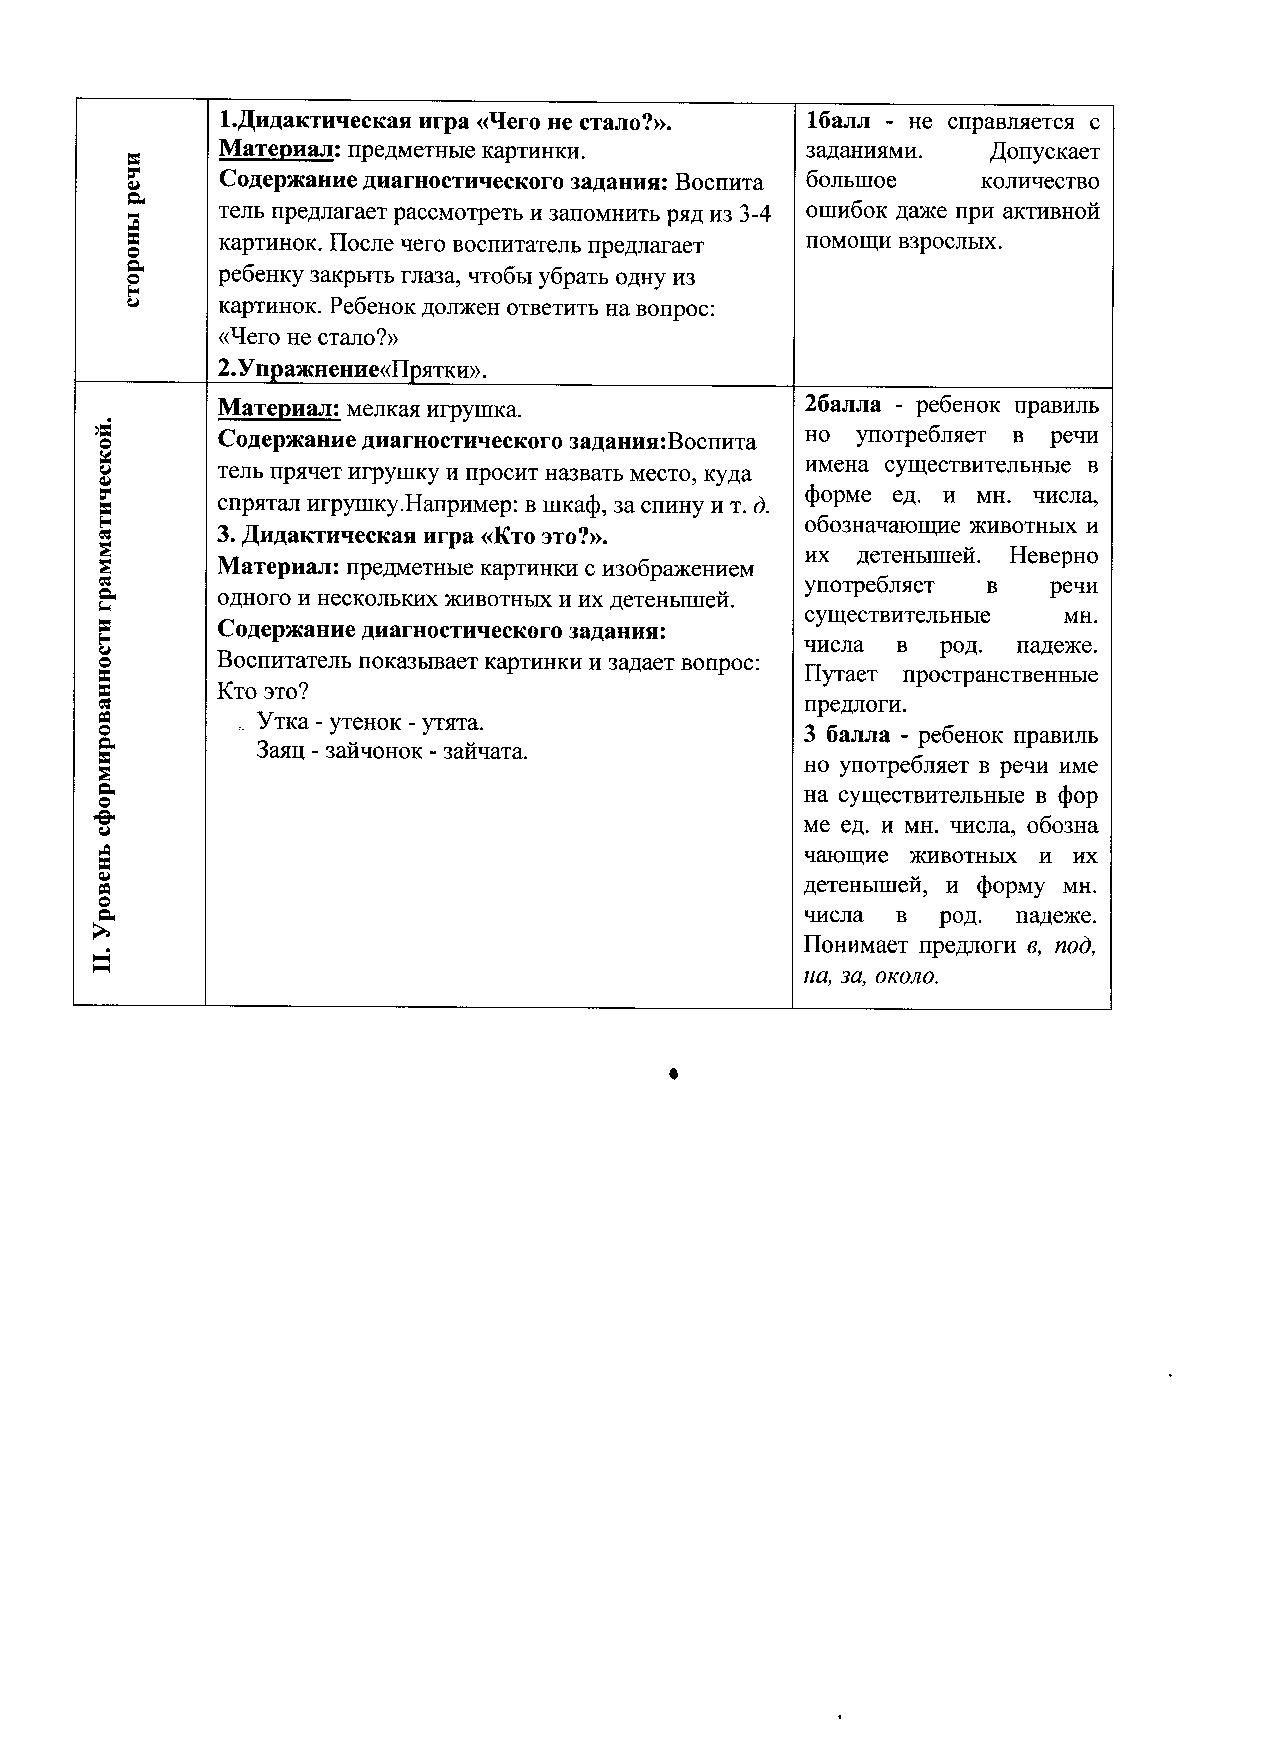 стороны речи
1.Дидактическая игра «Чего не стало?».
Материал: предметные картинки.
Содержание диагностического задания: Воспита
тель предлагает рассмотреть и запомнить ряд из 3-4
картинок. После чего воспитатель предлагает
ребенку закрыть глаза, чтобы убрать одну из
картинок. Ребенок должен ответить на вопрос:
«Чего не стало?»
2.Упражнение«Прятки».
1балл - не справляется с
заданиями. Допускает
большое количество
ошибок даже при активной
помощи взрослых.
II. Уровень сформированности грамматической.
Материал: мелкая игрушка.
Содержание диагностического задания:Воспита
тель прячет игрушку и просит назвать место, куда
спрятал игрушку.Например: в шкаф, за спину и т. д.
3. Дидактическая игра «Кто это?».
Материал: предметные картинки с изображением
одного и нескольких животных и их детенышей.
Содержание диагностического задания:
Воспитатель показывает картинки и задает вопрос:
Кто это?
Утка - утенок - утята.
Заяц - зайчонок - зайчата.
2балла - ребенок правиль
но употребляет в речи
имена существительные в
форме ед. и мн. числа,
обозначающие животных и
их детенышей. Неверно
употребляет в речи
существительные мн.
числа в род. падеже.
Путает пространственные
предлоги.
3 балла - ребенок правиль
но употребляет в речи име
на существительные в фор
ме ед. и мн. числа, обозна
чающие животных и их
детенышей, и форму мн.
числа в род. падеже.
Понимает предлоги в, под,
на, за, около.